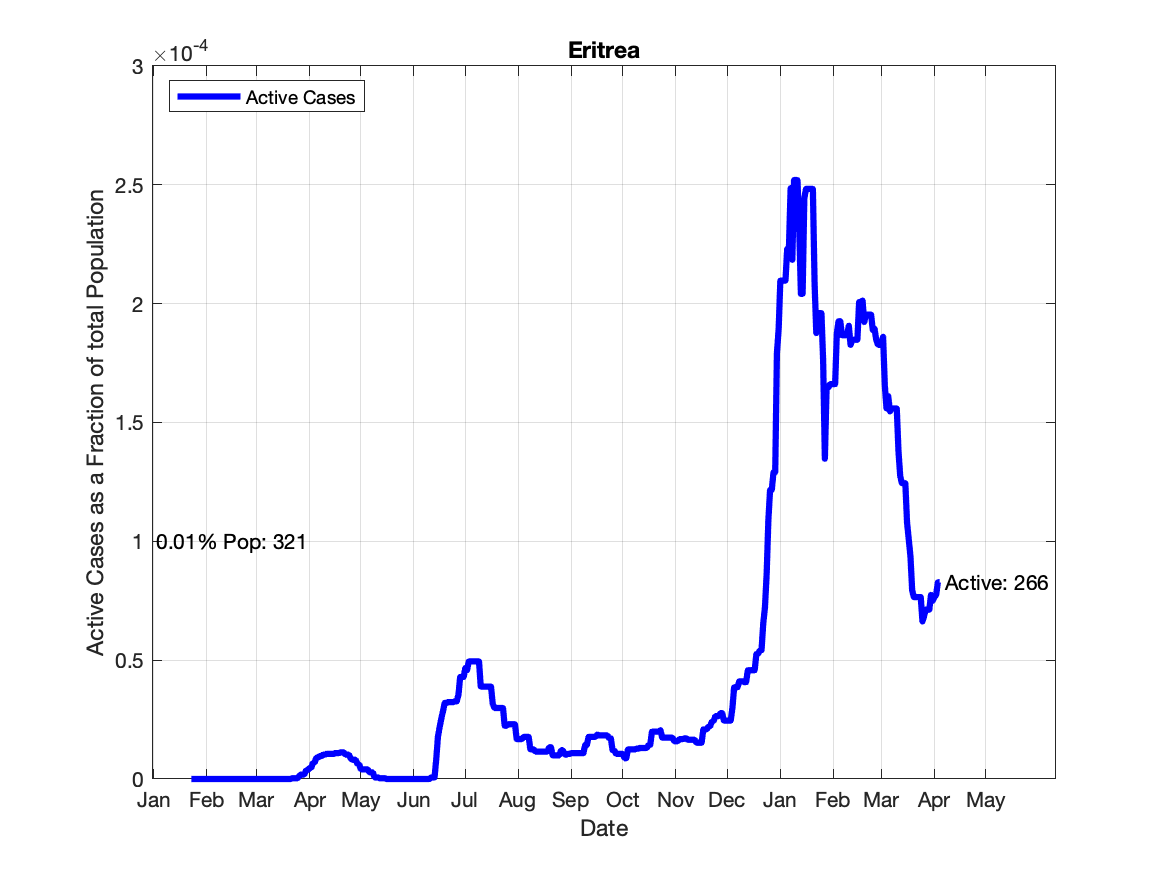 Eritrea
×10-4
Active Cases
3
2.5
2
1.5
1
0.5
0
Active Cases as a Fraction of total Population
0.01% Pop: 321
Active: 266
Jan Feb Mar Apr May Jun Jul Aug Sep Oct Nov Dec Jan Feb Mar Apr May
Date